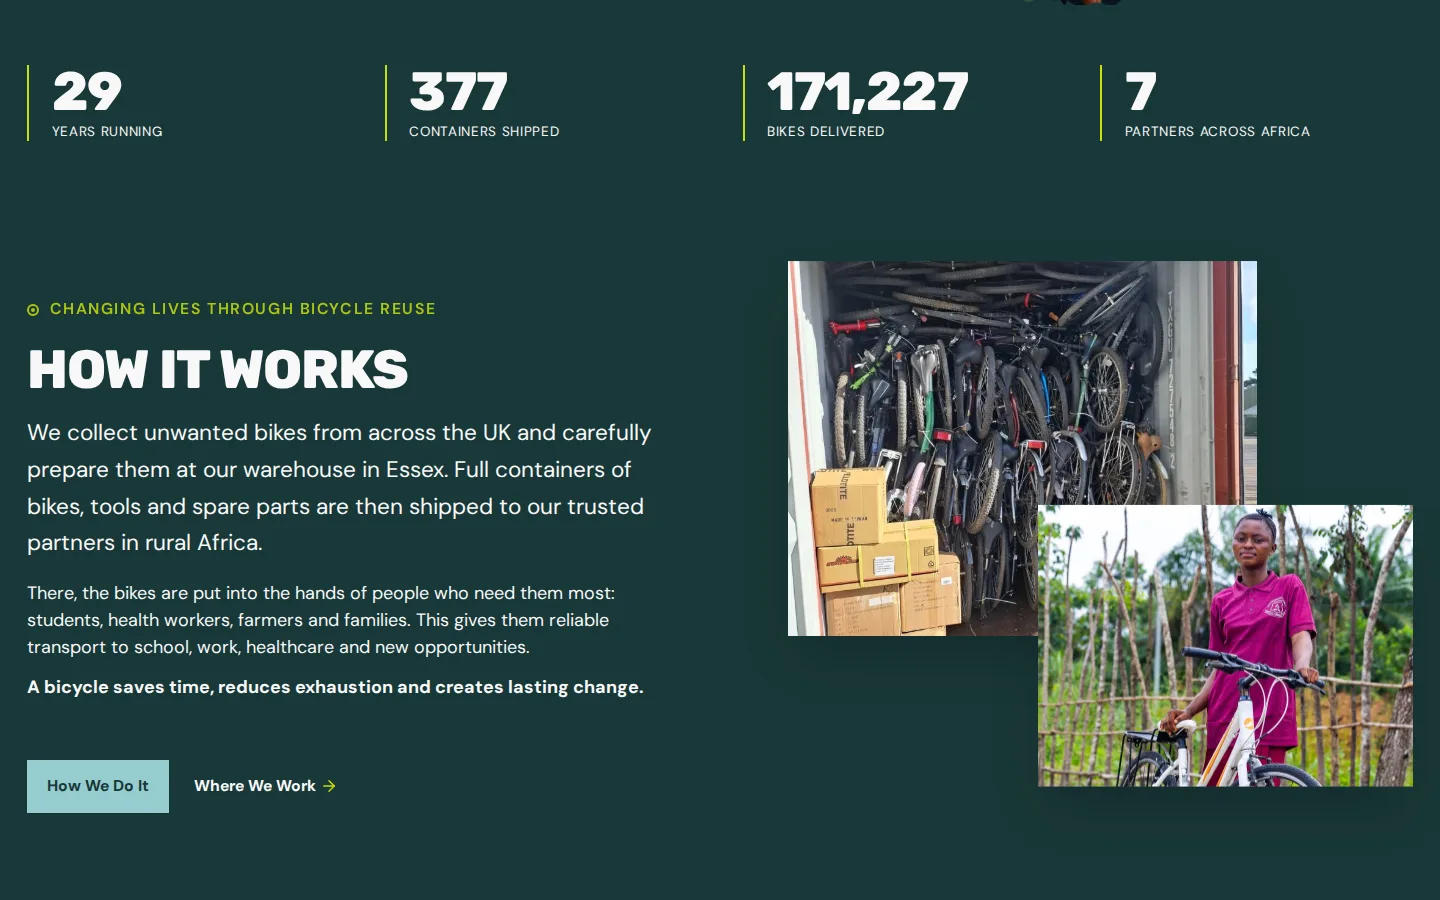 29
YEARS RUNNING
377
CONTAINERS SHIPPED
171,227
BIKES DELIVERED
7
PARTNERS ACROSS AFRICA
CHANGING LIVES THROUGH BICYCLE REUSE
HOW IT WORKS
We collect unwanted bikes from across the UK and carefully
prepare them at our warehouse in Essex. Full containers of
bikes, tools and spare parts are then shipped to our trusted
partners in rural Africa.
There, the bikes are put into the hands of people who need them most:
students, health workers, farmers and families. This gives them reliable
transport to school, work, healthcare and new opportunities.
A bicycle saves time, reduces exhaustion and creates lasting change.
How We Do It
Where We Work →